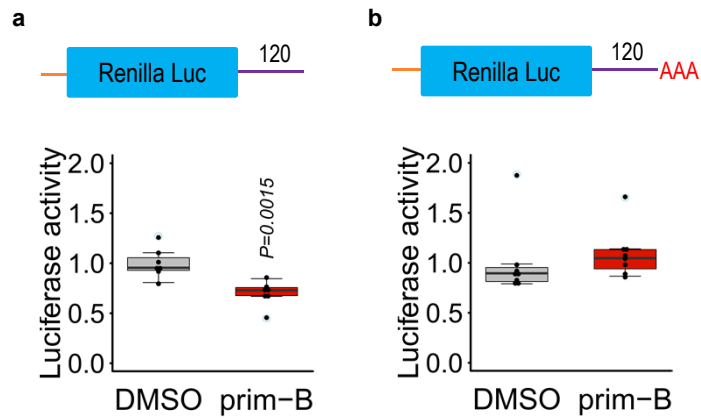 a
120
Renilla Luc
Luciferase activity
2.0
1.5
1.0
0.5
0.0
P=0.0015
DMSO prim-B
b
120
Renilla Luc
AAA
Luciferase activity
2.0
1.5
1.0
0.5
0.0
DMSO prim-B